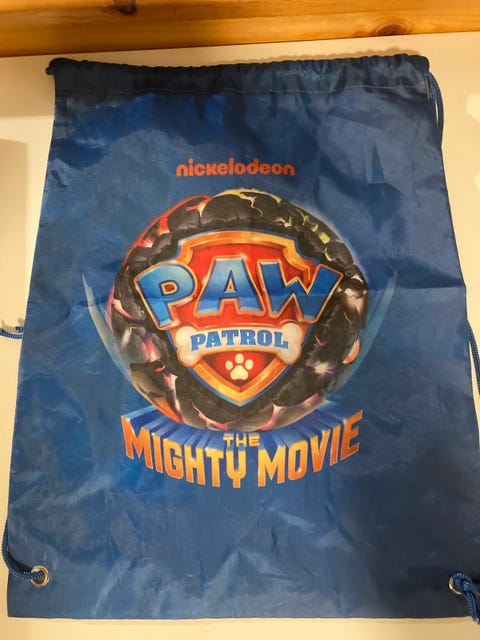 nickelodeon
PAW
PATROL
THE
MIGHTY MOVIE